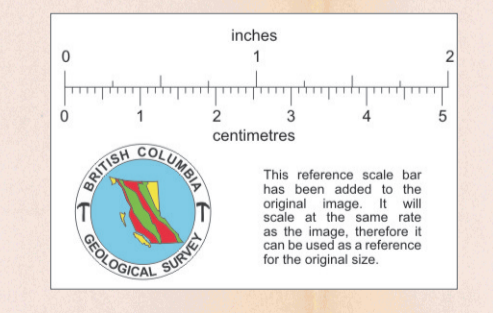 inches
0 1 2
0 1 2 3 4 5
centimetres
BRITISH COLUMBIA
GEOLOGICAL SURVEY
This reference scale bar
has been added to the
original image. It will
scale at the same rate
as the image, therefore it
can be used as a reference
for the original size.